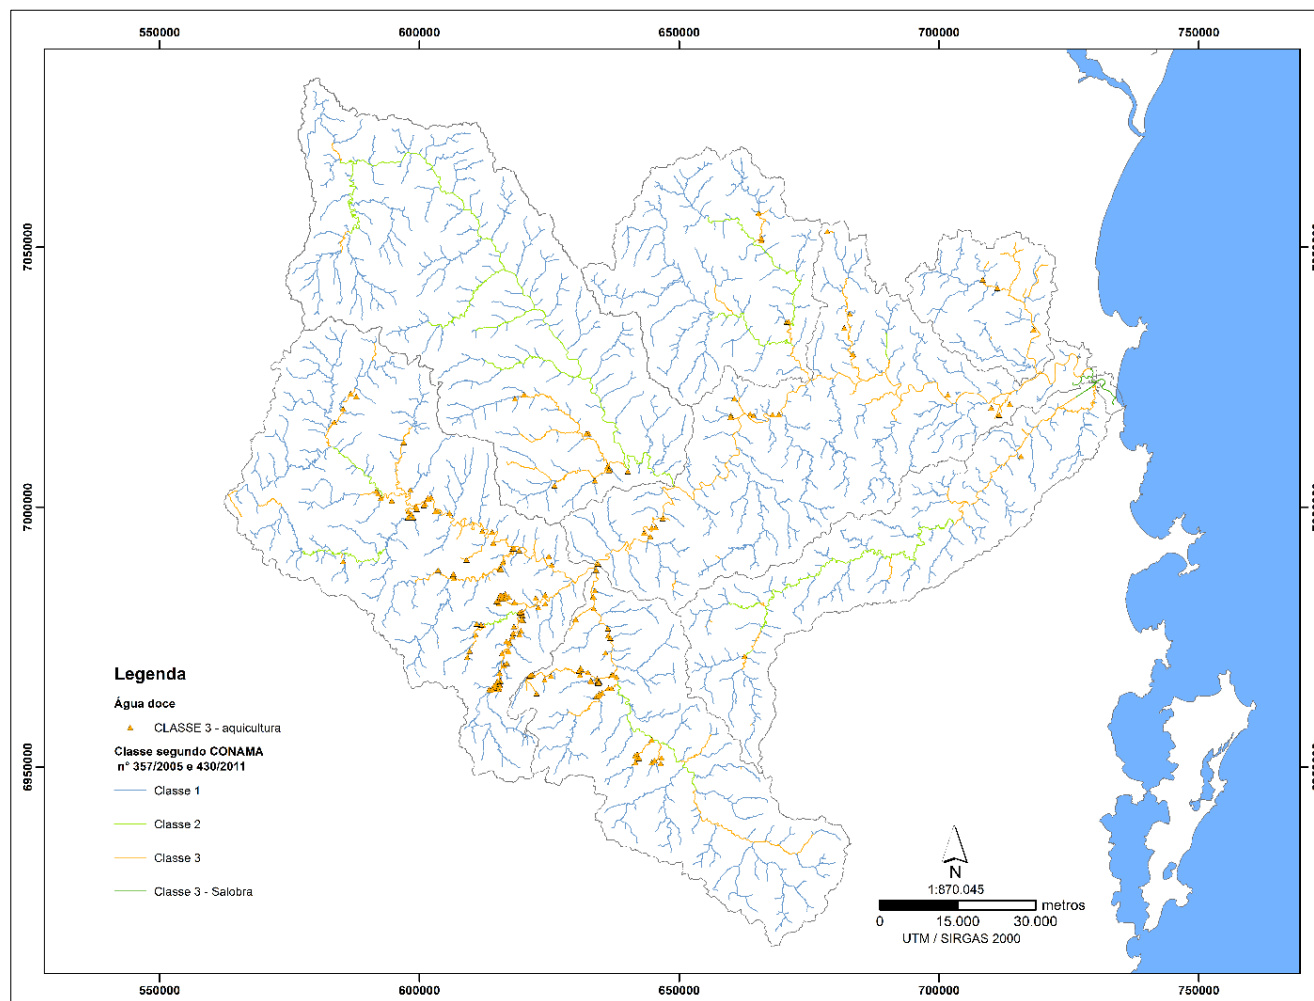 550000 600000 650000 700000 750000
7050000
7000000
6950000
Legenda
Água doce
CLASSE 3 - aquicultura
Classe segundo CONAMA
n° 357/2005 e 430/2011
Classe 1
Classe 2
Classe 3
Classe 3 - Salobra
N
1:870.045
metros
0 15.000 30.000
UTM / SIRGAS 2000
550000 600000 650000 700000 750000